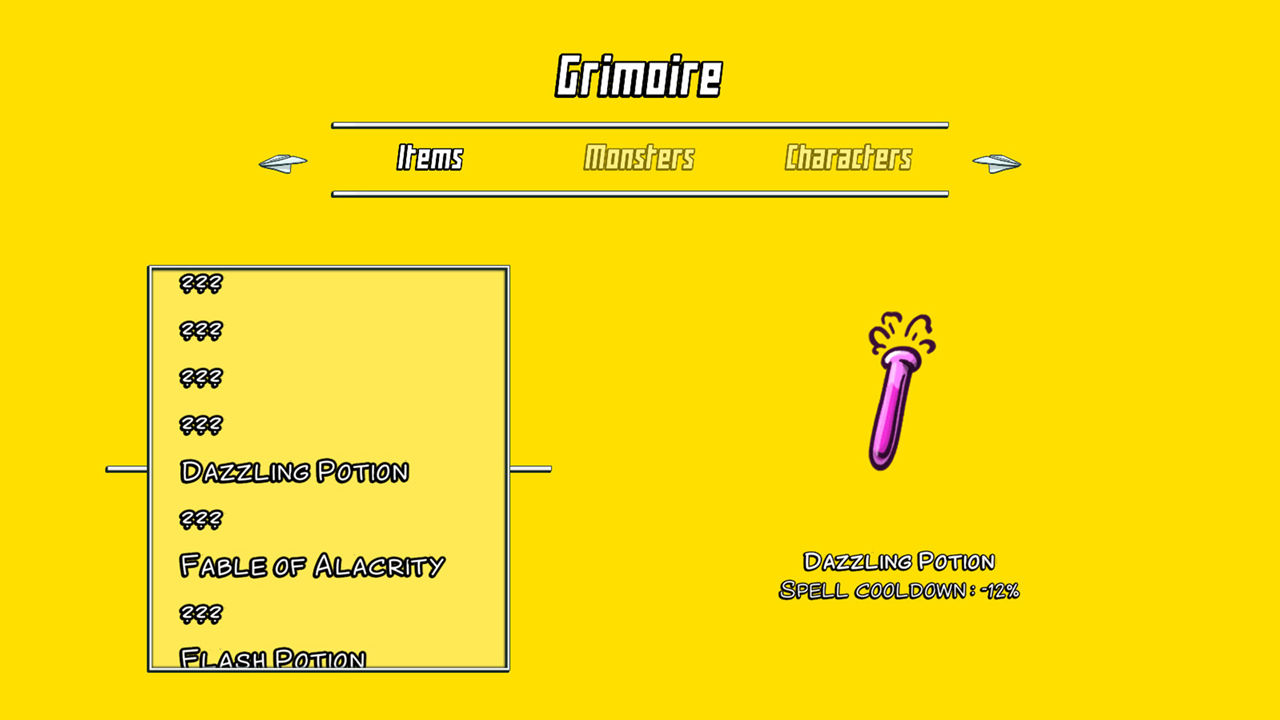 Grimoire
Items Monsters Characters
???
???
???
???
Dazzling Potion
???
Fable of Alacrity
???
Flash Potion
Dazzling Potion
Spell cooldown: -12%